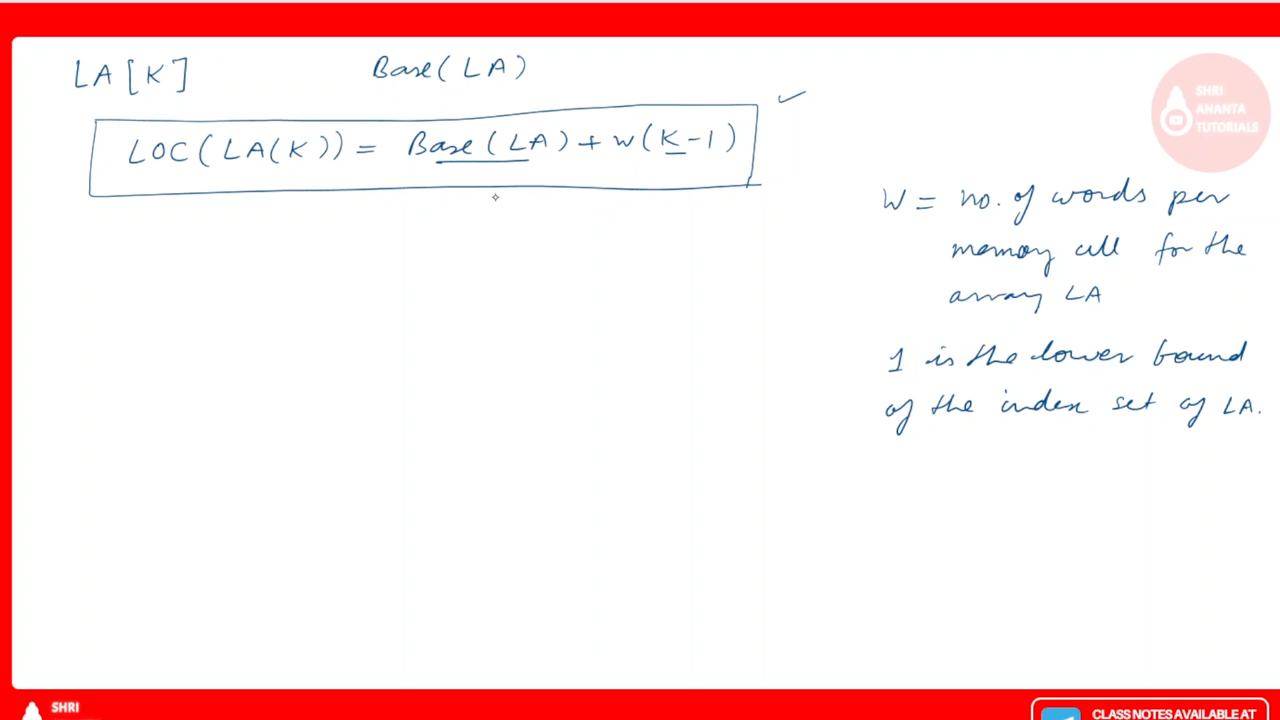 LA[K] Base(LA)
LOC(LA(K)) = Base(LA) + w(K-1)
W = no. of words per
memory cell for the
array LA
1 is the lower bound
of the index set of LA.
SHRI
ANANTA
TUTORIALS
SHRI
CLASS NOTES AVAILABLE AT